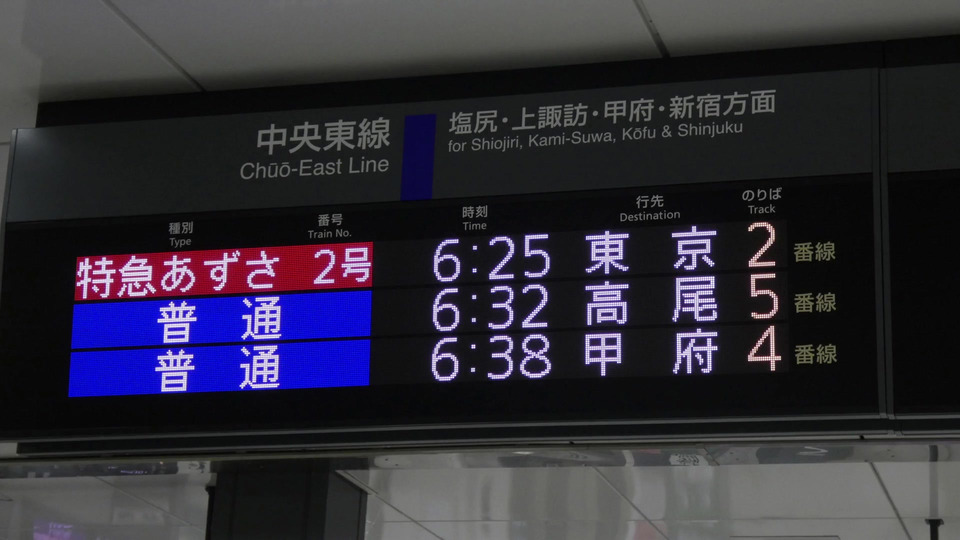 中央東線
Chūō-East Line
塩尻・上諏訪・甲府・新宿方面
for Shiojiri, Kami-Suwa, Kōfu & Shinjuku
種別 番号 時刻 行先 のりば
Type Train No. Time Destination Track
特急あずさ 2号 6:25 東京 2 番線
普通 6:32 高尾 5 番線
普通 6:38 甲府 4 番線